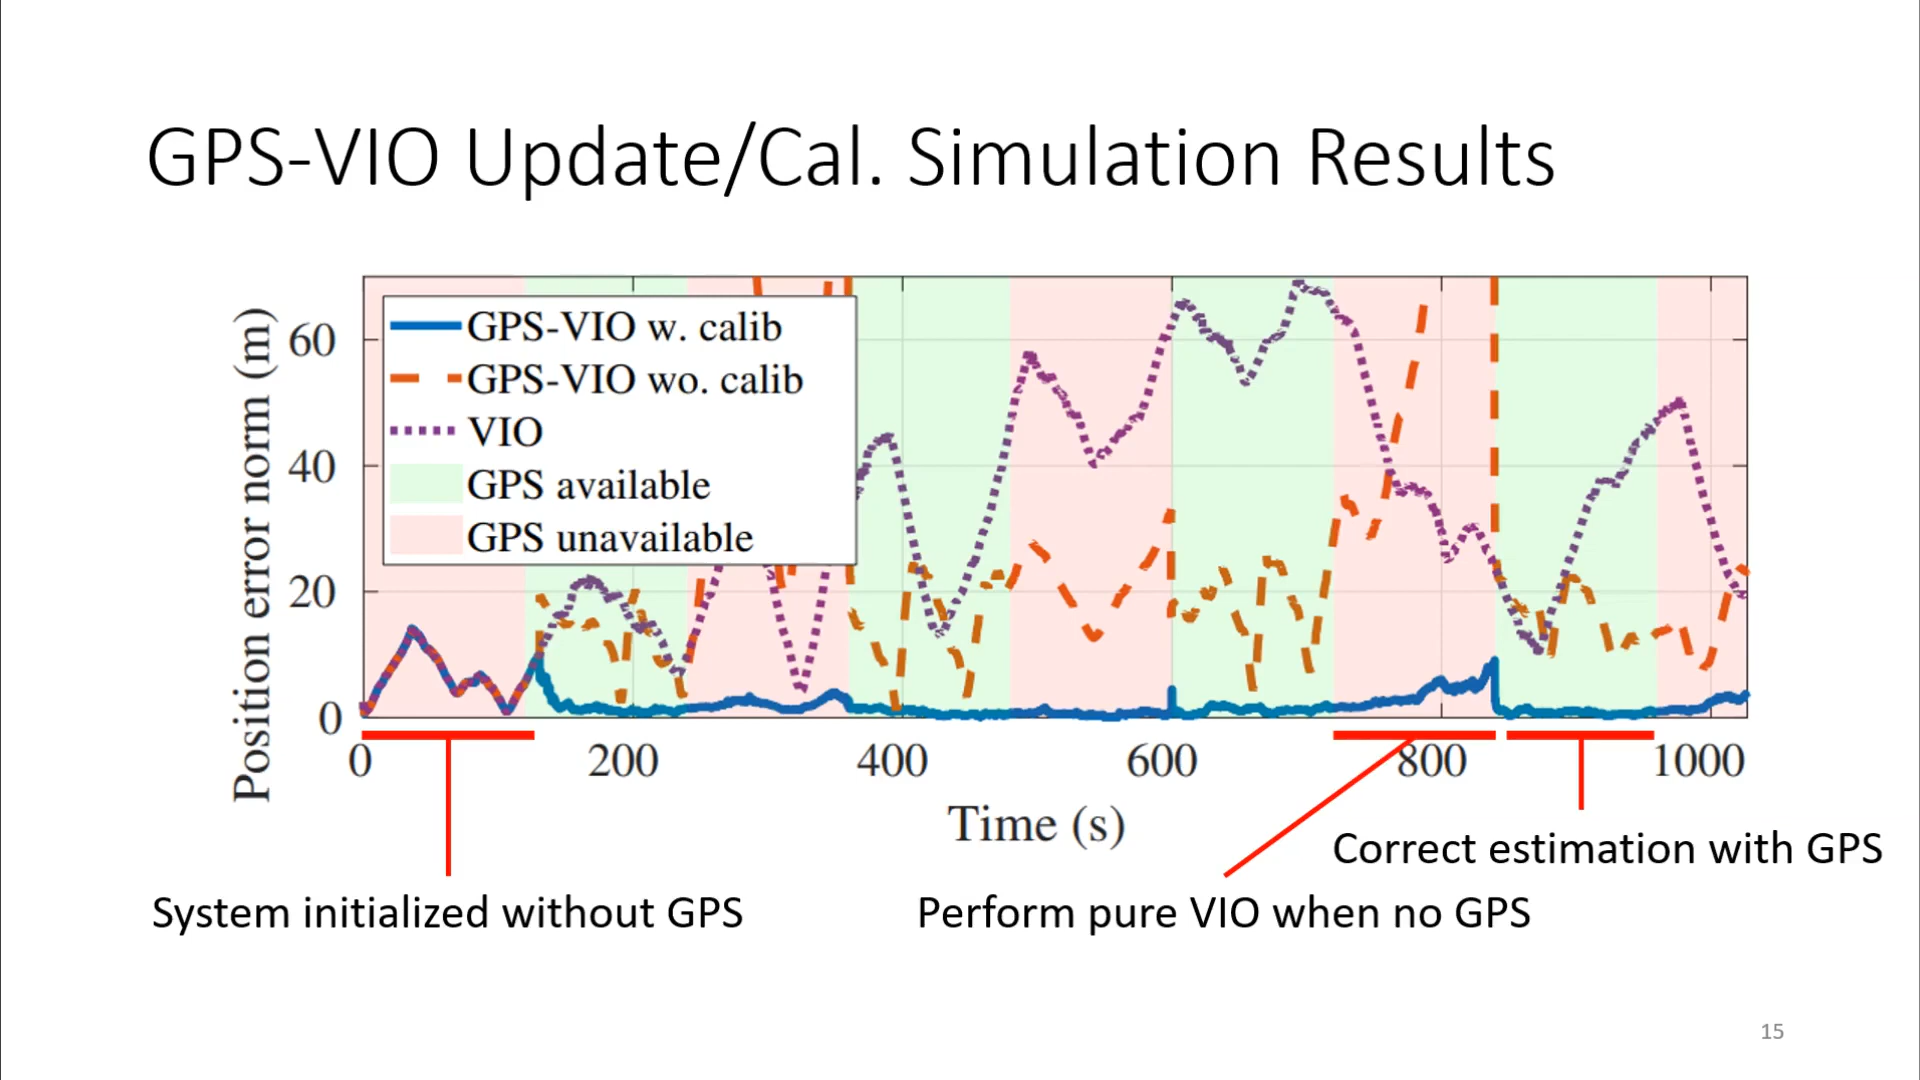 GPS-VIO Update/Cal. Simulation Results
Position error norm (m)
60
40
20
0
GPS-VIO w. calib
GPS-VIO wo. calib
VIO
GPS available
GPS unavailable
0 200 400 600 800 1000
Time (s)
Correct estimation with GPS
System initialized without GPS
Perform pure VIO when no GPS
15